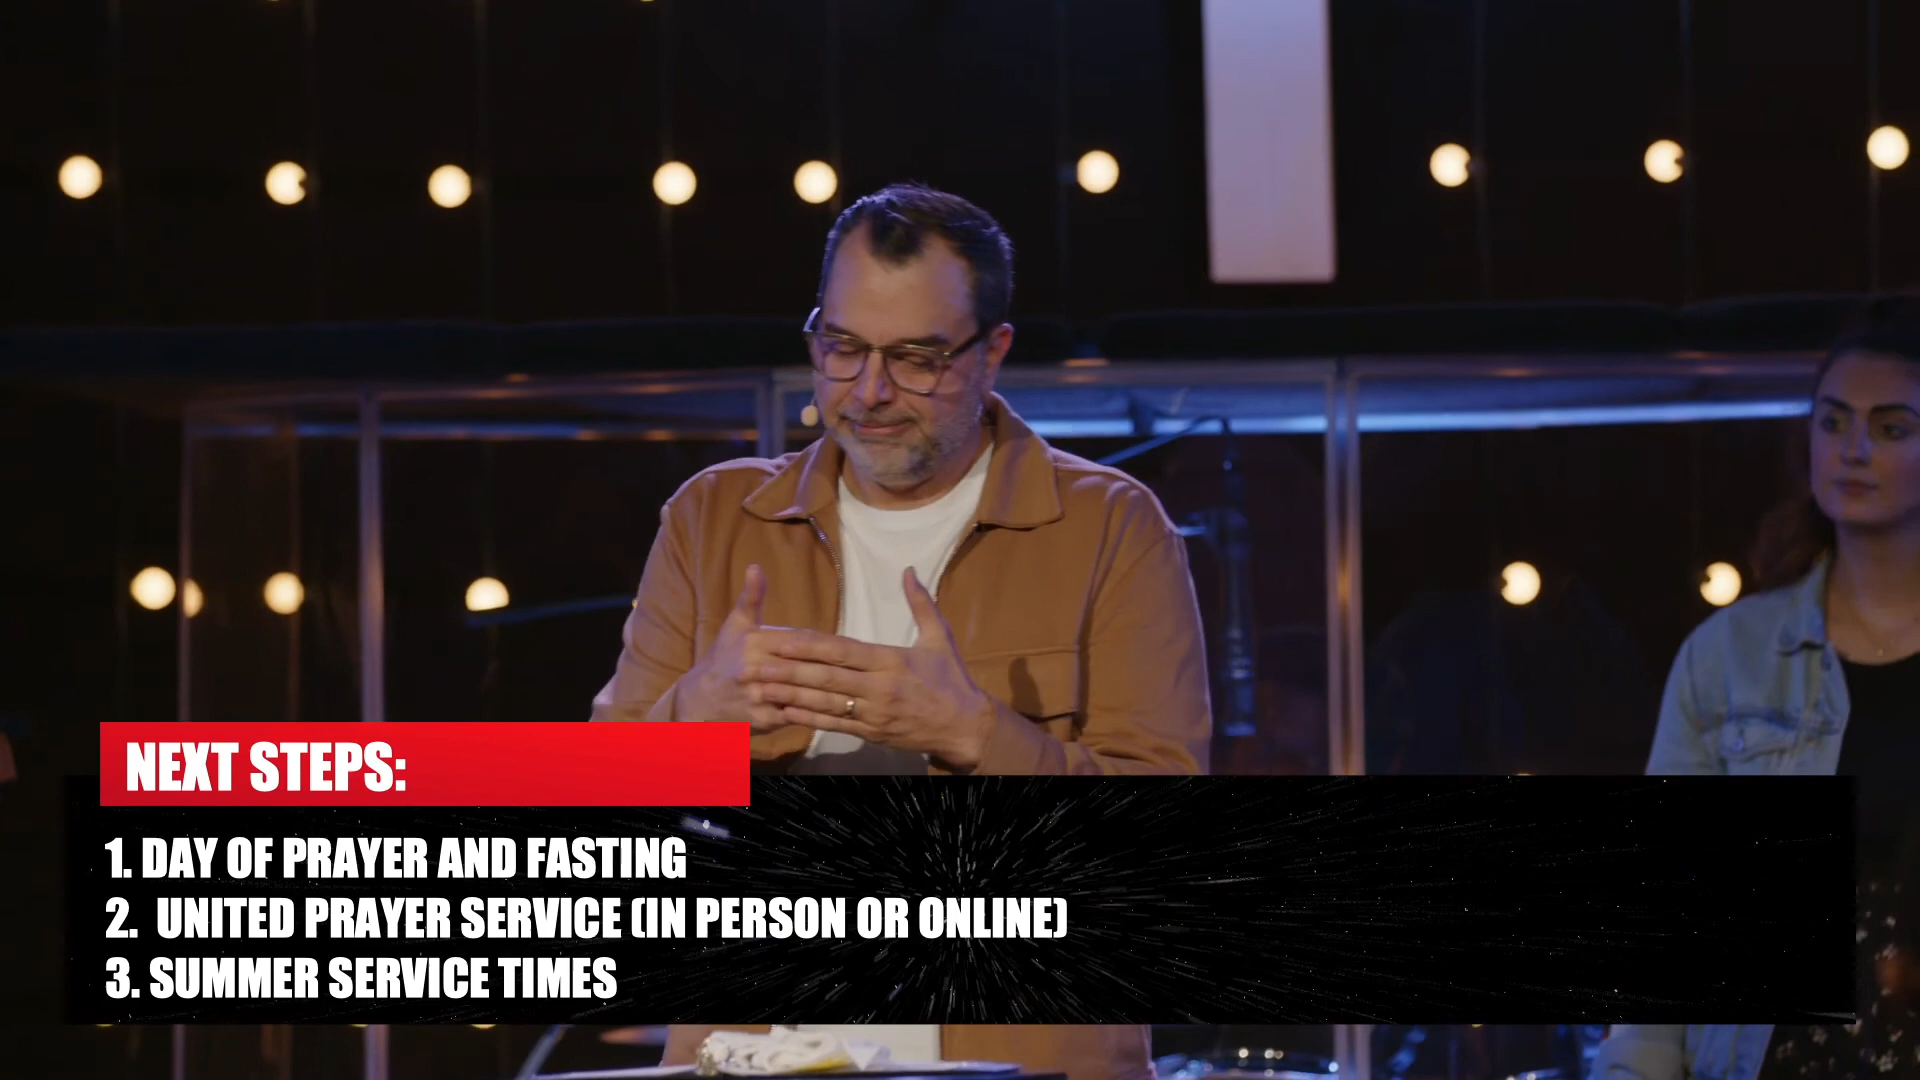 NEXT STEPS:
1. DAY OF PRAYER AND FASTING
2. UNITED PRAYER SERVICE (IN PERSON OR ONLINE)
3. SUMMER SERVICE TIMES